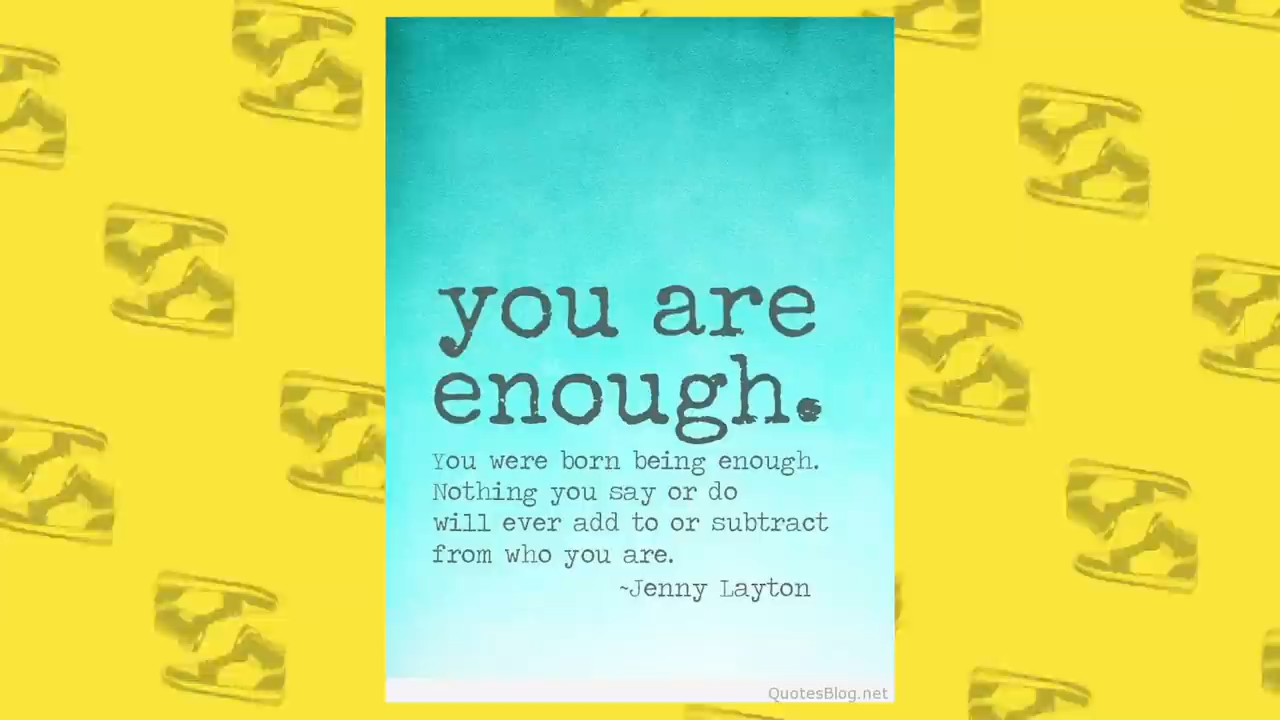 you are
enough.
You were born being enough.
Nothing you say or do
will ever add to or subtract
from who you are.
~Jenny Layton
QuotesBlog.net